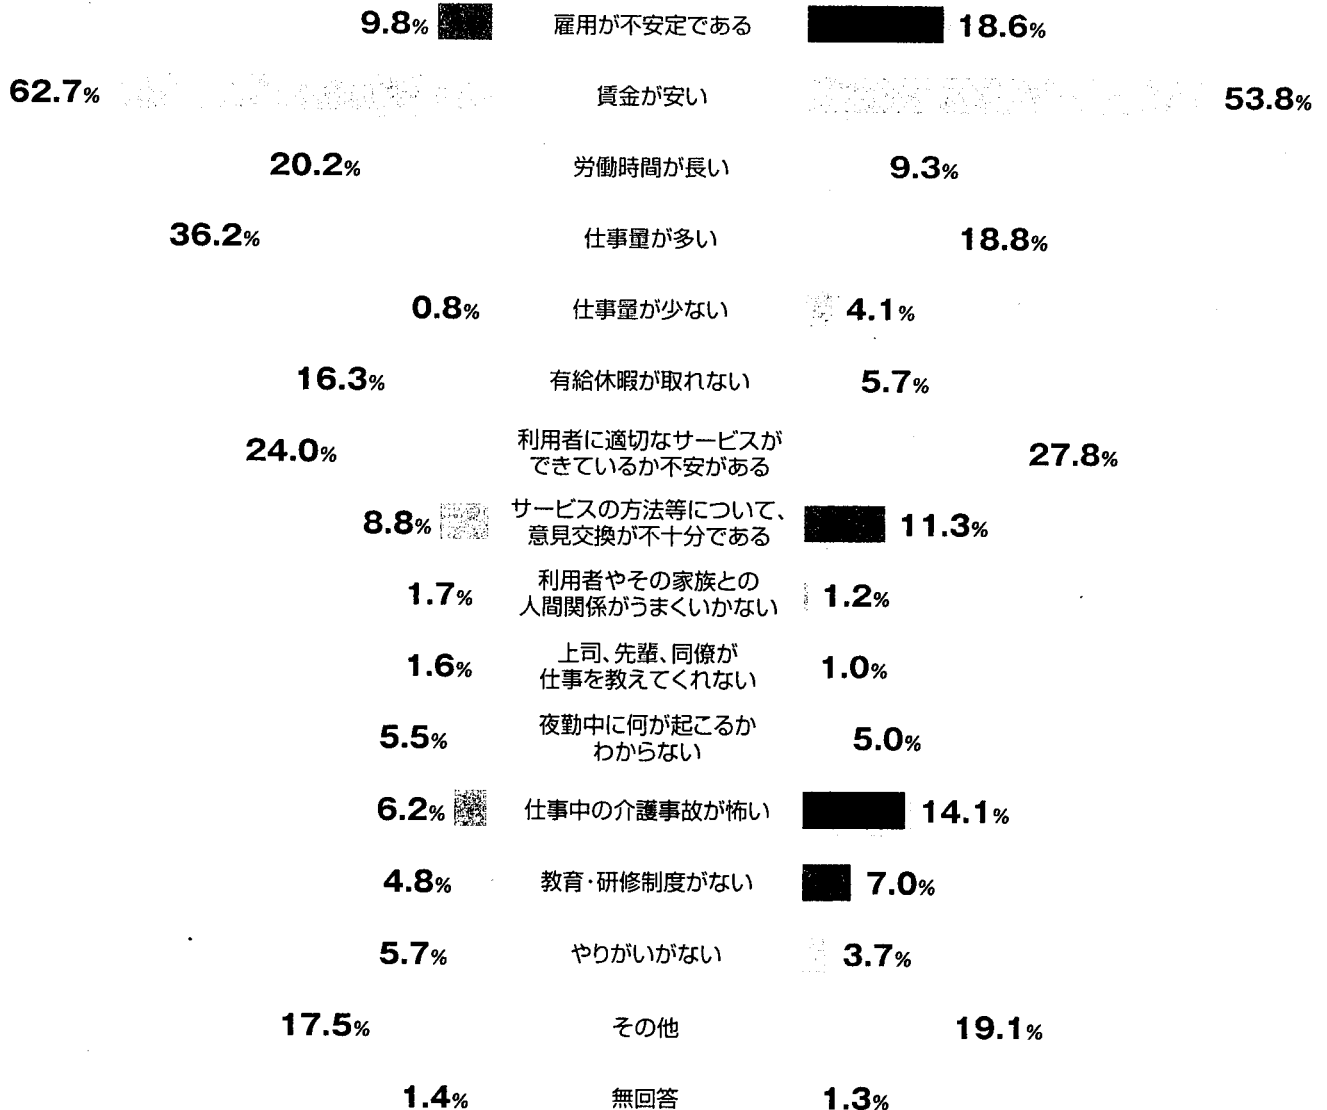 9.8% 雇用が不安定である 18.6%
62.7% 賃金が安い 53.8%
20.2% 労働時間が長い 9.3%
36.2% 仕事量が多い 18.8%
0.8% 仕事量が少ない 4.1%
16.3% 有給休暇が取れない 5.7%
24.0% 利用者に適切なサービスが
できているか不安がある 27.8%
8.8% サービスの方法等について、
意見交換が不十分である 11.3%
1.7% 利用者やその家族との
人間関係がうまくいかない 1.2%
1.6% 上司、先輩、同僚が
仕事を教えてくれない 1.0%
5.5% 夜勤中に何が起こるか
わからない 5.0%
6.2% 仕事中の介護事故が怖い 14.1%
4.8% 教育・研修制度がない 7.0%
5.7% やりがいがない 3.7%
17.5% その他 19.1%
1.4% 無回答 1.3%